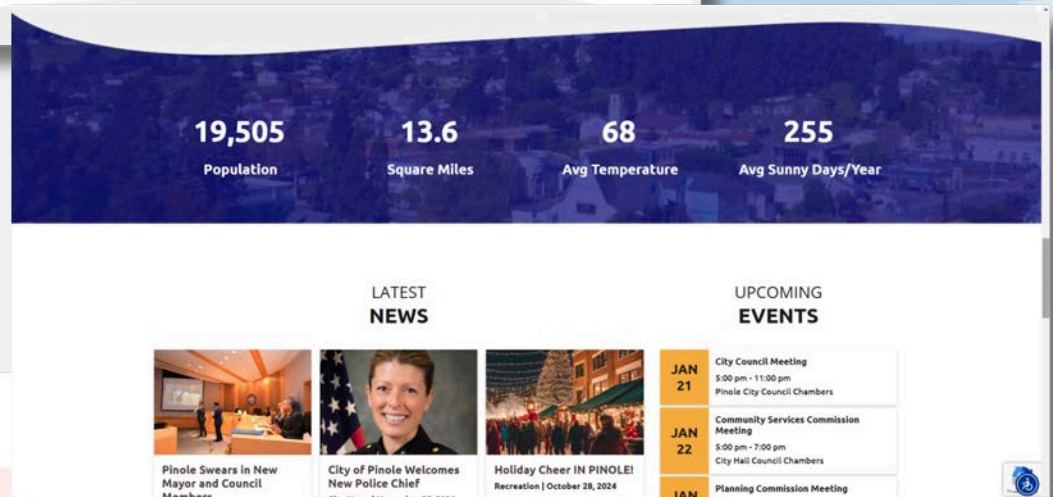 19,505
13.6
68
255
Population
Square Miles
Avg Temperature
Avg Sunny Days/Year
LATEST
NEWS
UPCOMING
EVENTS
Pinole Swears in New
Mayor and Council
Members
City of Pinole Welcomes
New Police Chief
Holiday Cheer IN PINOLE!
Recreation | October 28, 2024
JAN
21
City Council Meeting
5:00 pm - 11:00 pm
Pinole City Council Chambers
JAN
22
Community Services Commission
Meeting
5:00 pm - 7:00 pm
City Hall Council Chambers
JAN
Planning Commission Meeting